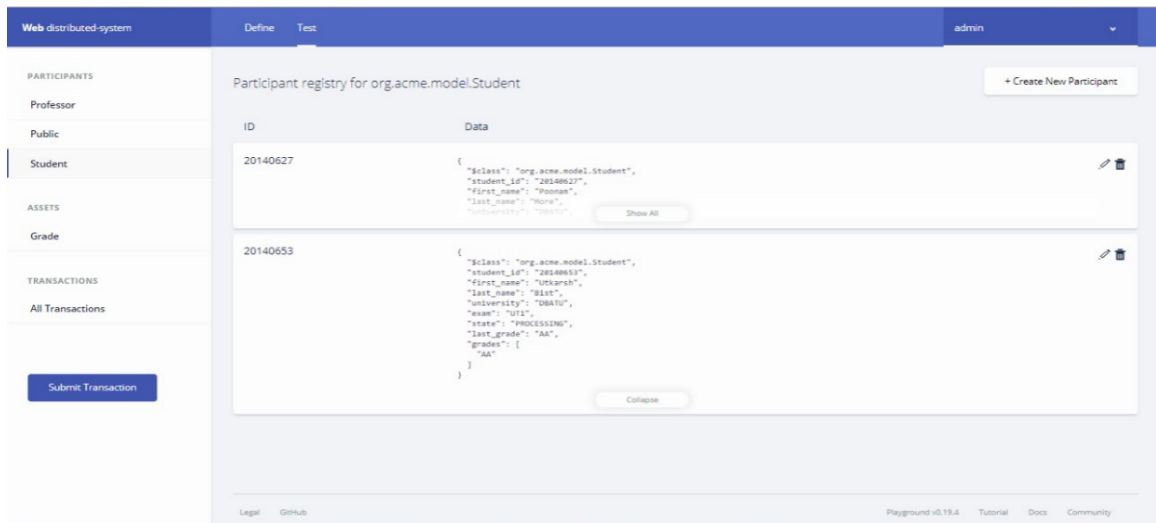 Web distributed-system
Define Test
admin
PARTICIPANTS
Professor
Public
Student
ASSETS
Grade
TRANSACTIONS
All Transactions
Submit Transaction
Participant registry for org.acme.model.Student
+ Create New Participant
ID Data
20140627
{
"$class": "org.acme.model.Student",
"student_id": "20140627",
"first_name": "Poonam",
"last_name": "More",
"university": "DBATU",
Show All
20140653
{
"$class": "org.acme.model.Student",
"student_id": "20140653",
"first_name": "Utkarsh",
"last_name": "Bist",
"university": "DBATU",
"exam": "UT1",
"state": "PROCESSING",
"last_grade": "AA",
"grades": [
"AA"
]
}
Collapse
Legal GitHub
Playground v0.19.4 Tutorial Docs Community